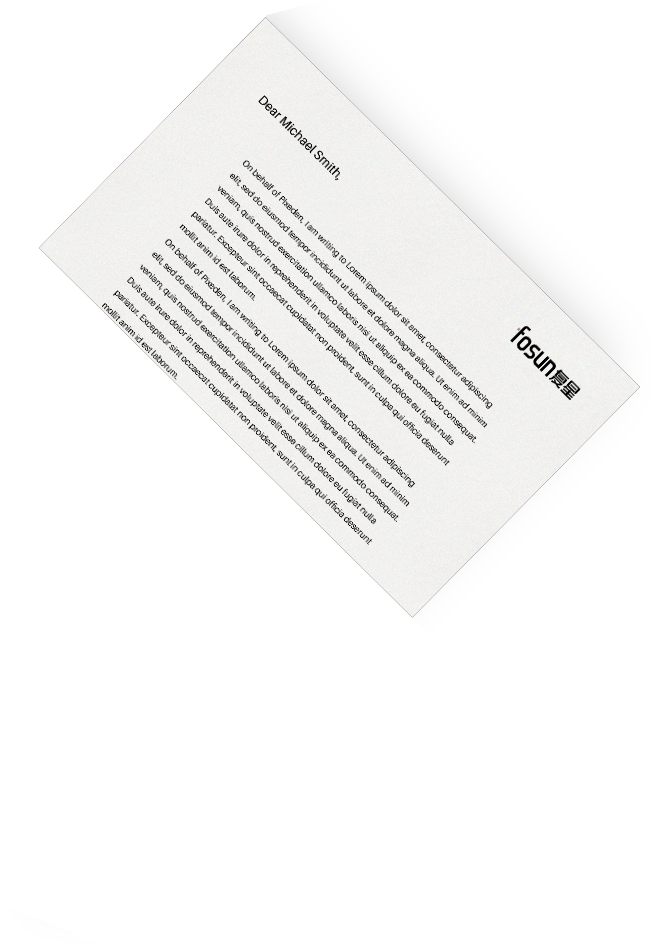 fosun复星
Dear Michael Smith,
On behalf of Pixeden, I am writing to Lorem ipsum dolor sit amet, consectetur adipiscing
elit, sed do eiusmod tempor incididunt ut labore et dolore magna aliqua. Ut enim ad minim
veniam, quis nostrud exercitation ullamco laboris nisi ut aliquip ex ea commodo consequat.
Duis aute irure dolor in reprehenderit in voluptate velit esse cillum dolore eu fugiat nulla
pariatur. Excepteur sint occaecat cupidatat non proident, sunt in culpa qui officia deserunt
mollit anim id est laborum.
On behalf of Pixeden, I am writing to Lorem ipsum dolor sit amet, consectetur adipiscing
elit, sed do eiusmod tempor incididunt ut labore et dolore magna aliqua. Ut enim ad minim
veniam, quis nostrud exercitation ullamco laboris nisi ut aliquip ex ea commodo consequat.
Duis aute irure dolor in reprehenderit in voluptate velit esse cillum dolore eu fugiat nulla
pariatur. Excepteur sint occaecat cupidatat non proident, sunt in culpa qui officia deserunt
mollit anim id est laborum.